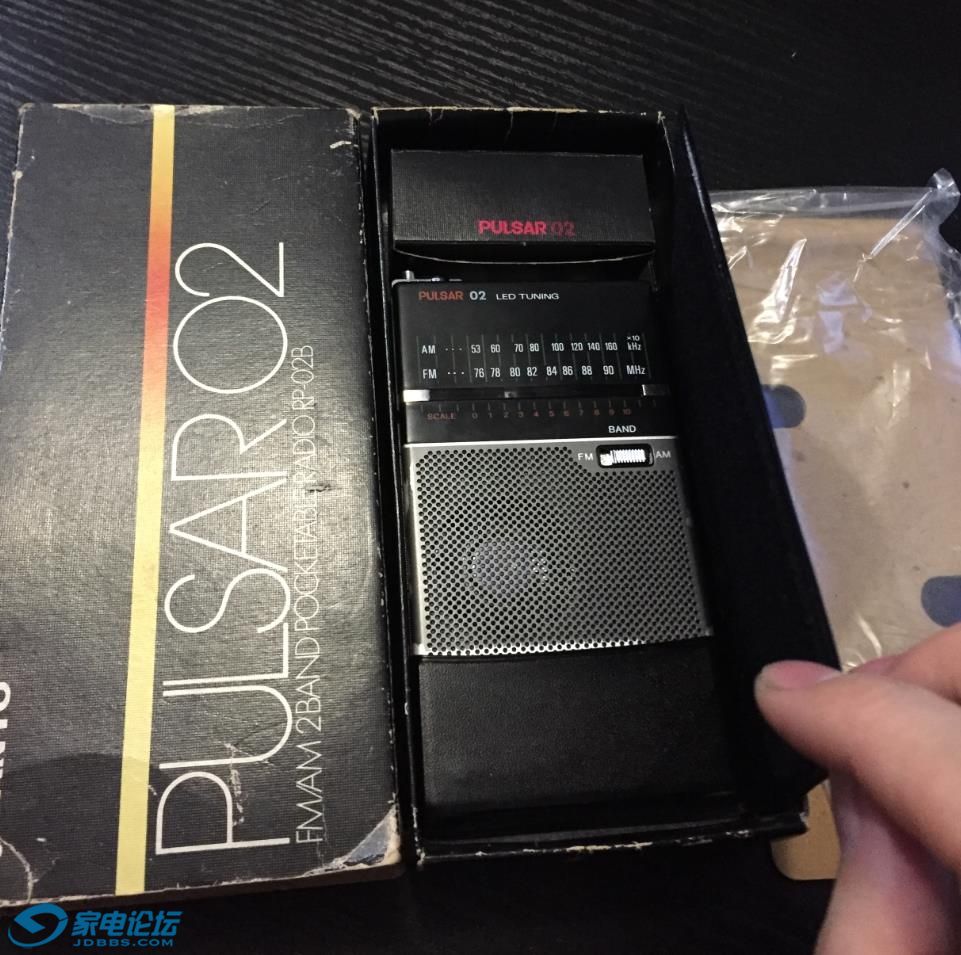 PULSAR 02
FM/AM 2 BAND POCKETABLE RADIO RP-02B
PULSAR 02
PULSAR 02 LED TUNING
AM ··· 53 60 70 80 100 120 140 160 ×10 kHz
FM ··· 76 78 80 82 84 86 88 90 MHz
SCALE 0 1 2 3 4 5 6 7 8 9 10
BAND
FM AM
家电论坛
JDBBS.COM